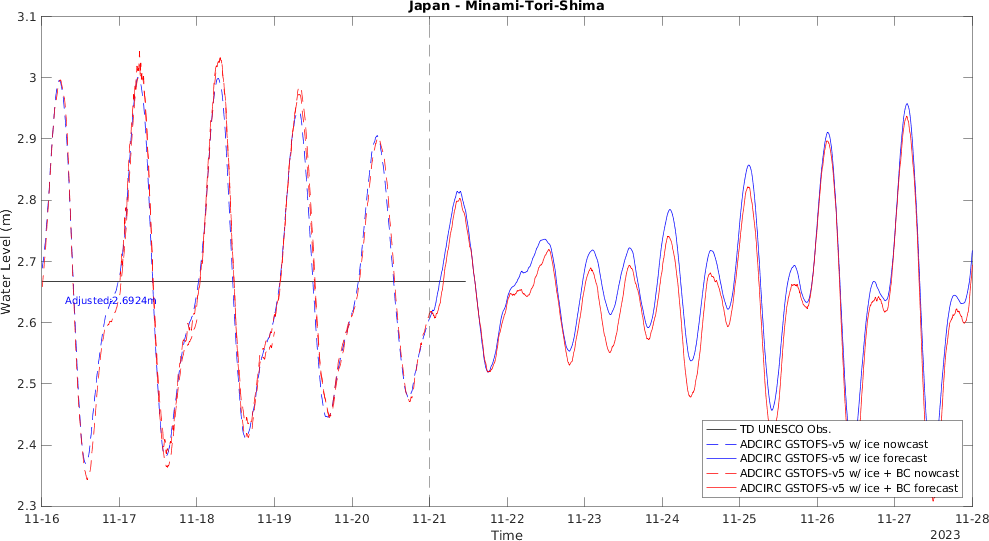 Japan - Minami-Tori-Shima
3.1
3
2.9
2.8
2.7
2.6
2.5
2.4
2.3
Water Level (m)
Adjusted:2.6924m
TD UNESCO Obs.
ADCIRC GSTOFS-v5 w/ ice nowcast
ADCIRC GSTOFS-v5 w/ ice forecast
ADCIRC GSTOFS-v5 w/ ice + BC nowcast
ADCIRC GSTOFS-v5 w/ ice + BC forecast
11-16 11-17 11-18 11-19 11-20 11-21 11-22 11-23 11-24 11-25 11-26 11-27 11-28
Time
2023